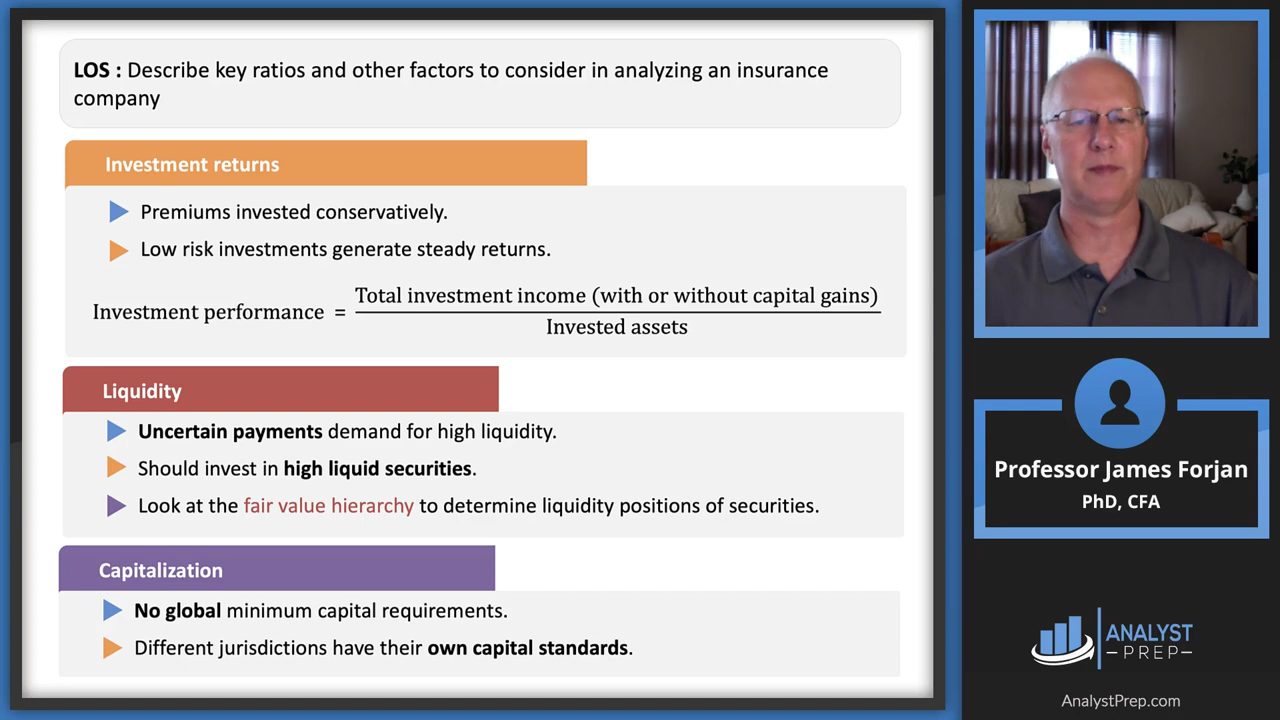 LOS : Describe key ratios and other factors to consider in analyzing an insurance
company
Investment returns
Premiums invested conservatively.
Low risk investments generate steady returns.
Investment performance = Total investment income (with or without capital gains) / Invested assets
Liquidity
Uncertain payments demand for high liquidity.
Should invest in high liquid securities.
Look at the fair value hierarchy to determine liquidity positions of securities.
Capitalization
No global minimum capital requirements.
Different jurisdictions have their own capital standards.
Professor James Forjan
PhD, CFA
ANALYST
PREP
AnalystPrep.com